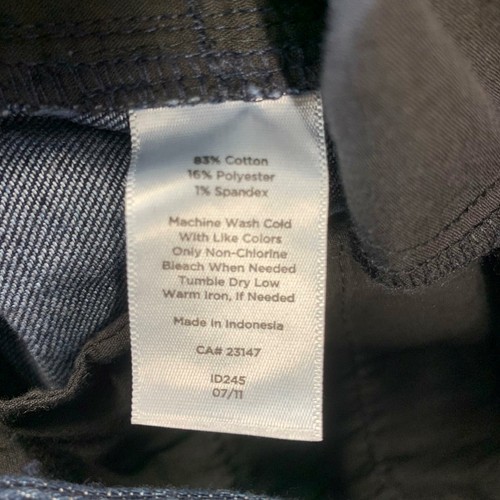 83% Cotton
16% Polyester
1% Spandex
Machine Wash Cold
With Like Colors
Only Non-Chlorine
Bleach When Needed
Tumble Dry Low
Warm Iron, If Needed
Made in Indonesia
CA# 23147
ID245
07/11